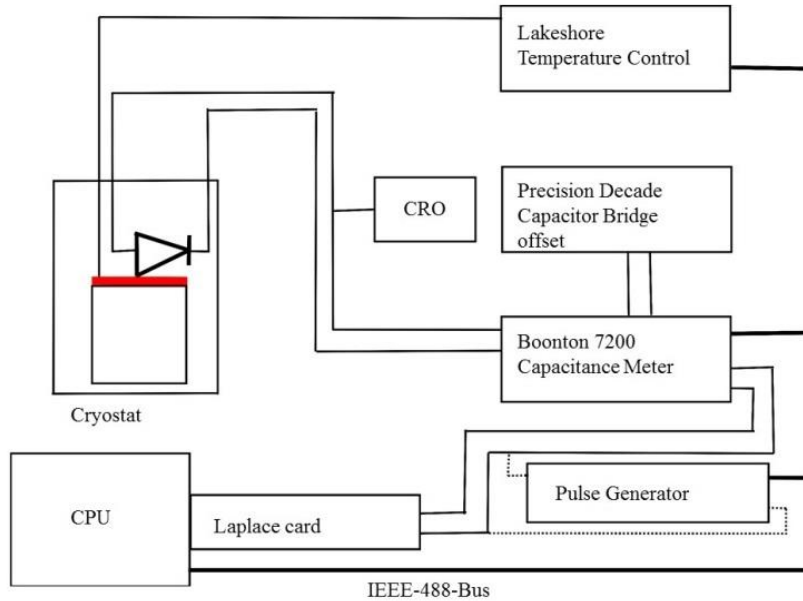 Lakeshore
Temperature Control
CRO
Precision Decade
Capacitor Bridge
offset
Boonton 7200
Capacitance Meter
Cryostat
CPU
Laplace card
Pulse Generator
IEEE-488-Bus